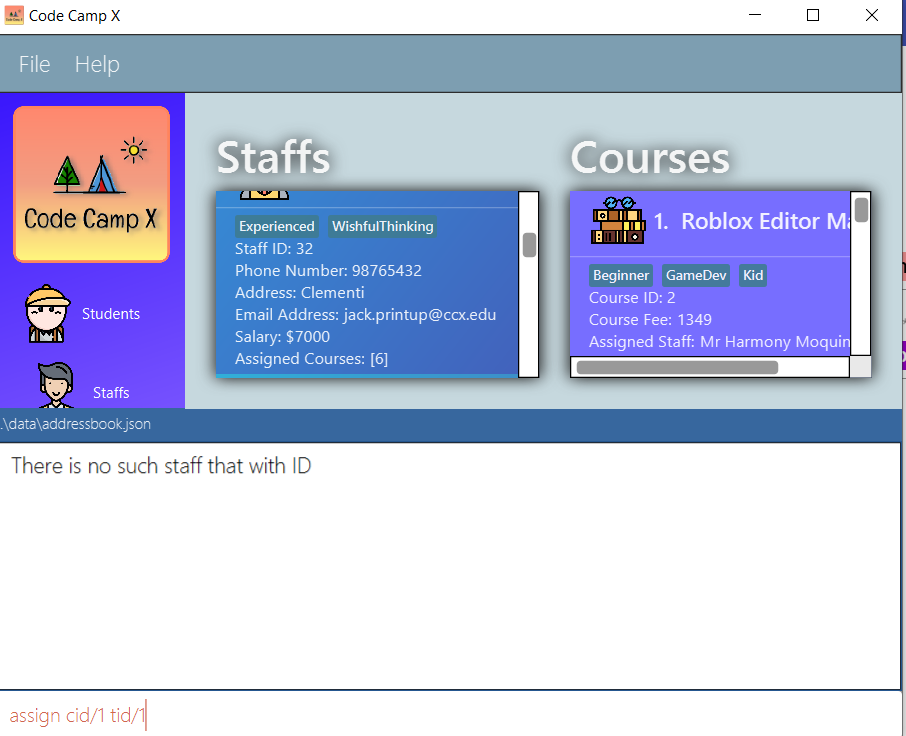 Code Camp X
File Help
Code Camp X
Students
Staffs
Staffs
Experienced WishfulThinking
Staff ID: 32
Phone Number: 98765432
Address: Clementi
Email Address: jack.printup@ccx.edu
Salary: $7000
Assigned Courses: [6]
Courses
1. Roblox Editor Ma
Beginner GameDev Kid
Course ID: 2
Course Fee: 1349
Assigned Staff: Mr Harmony Moquin
.\data\addressbook.json
There is no such staff that with ID
assign cid/1 tid/1